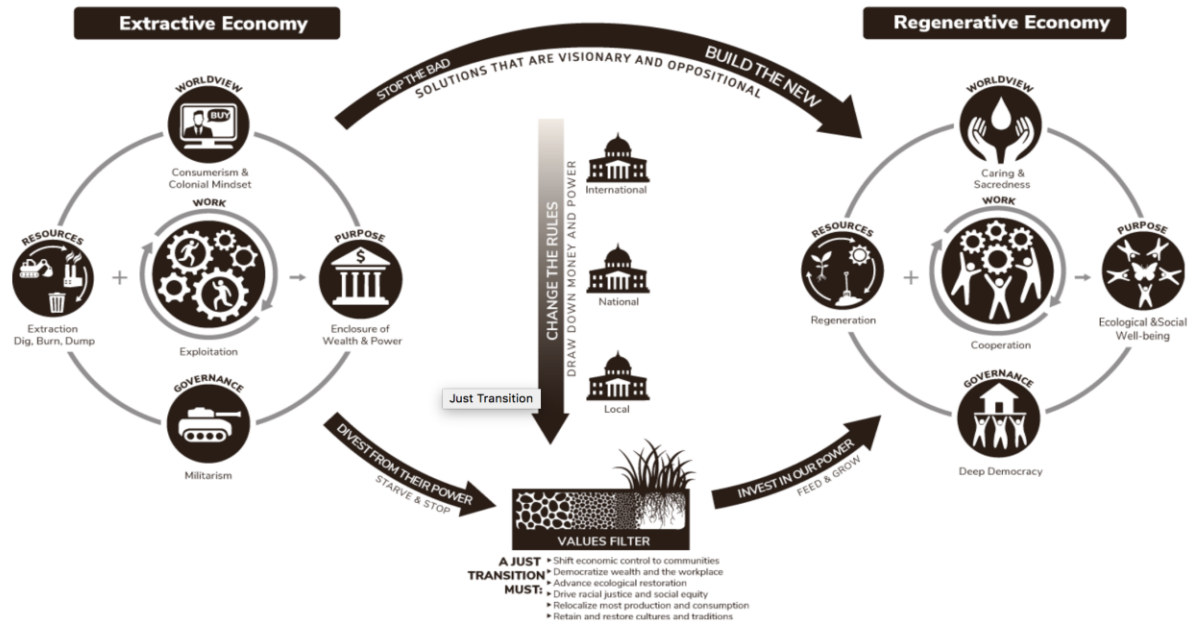 Extractive Economy
Regenerative Economy
STOP THE BAD
BUILD THE NEW
SOLUTIONS THAT ARE VISIONARY AND OPPOSITIONAL
WORLDVIEW
BUY
Consumerism &
Colonial Mindset
RESOURCES
Extraction
Dig, Burn, Dump
+
WORK
Exploitation
PURPOSE
$
Enclosure of
Wealth & Power
GOVERNANCE
Militarism
CHANGE THE RULES
DRAW DOWN MONEY AND POWER
International
National
Local
Just Transition
WORLDVIEW
Caring &
Sacredness
RESOURCES
Regeneration
+
WORK
Cooperation
PURPOSE
Ecological &Social
Well-being
GOVERNANCE
Deep Democracy
DIVEST FROM THEIR POWER
STARVE & STOP
INVEST IN OUR POWER
FEED & GROW
VALUES FILTER
A JUST
TRANSITION
MUST:
Shift economic control to communities
Democratize wealth and the workplace
Advance ecological restoration
Drive racial justice and social equity
Relocalize most production and consumption
Retain and restore cultures and traditions